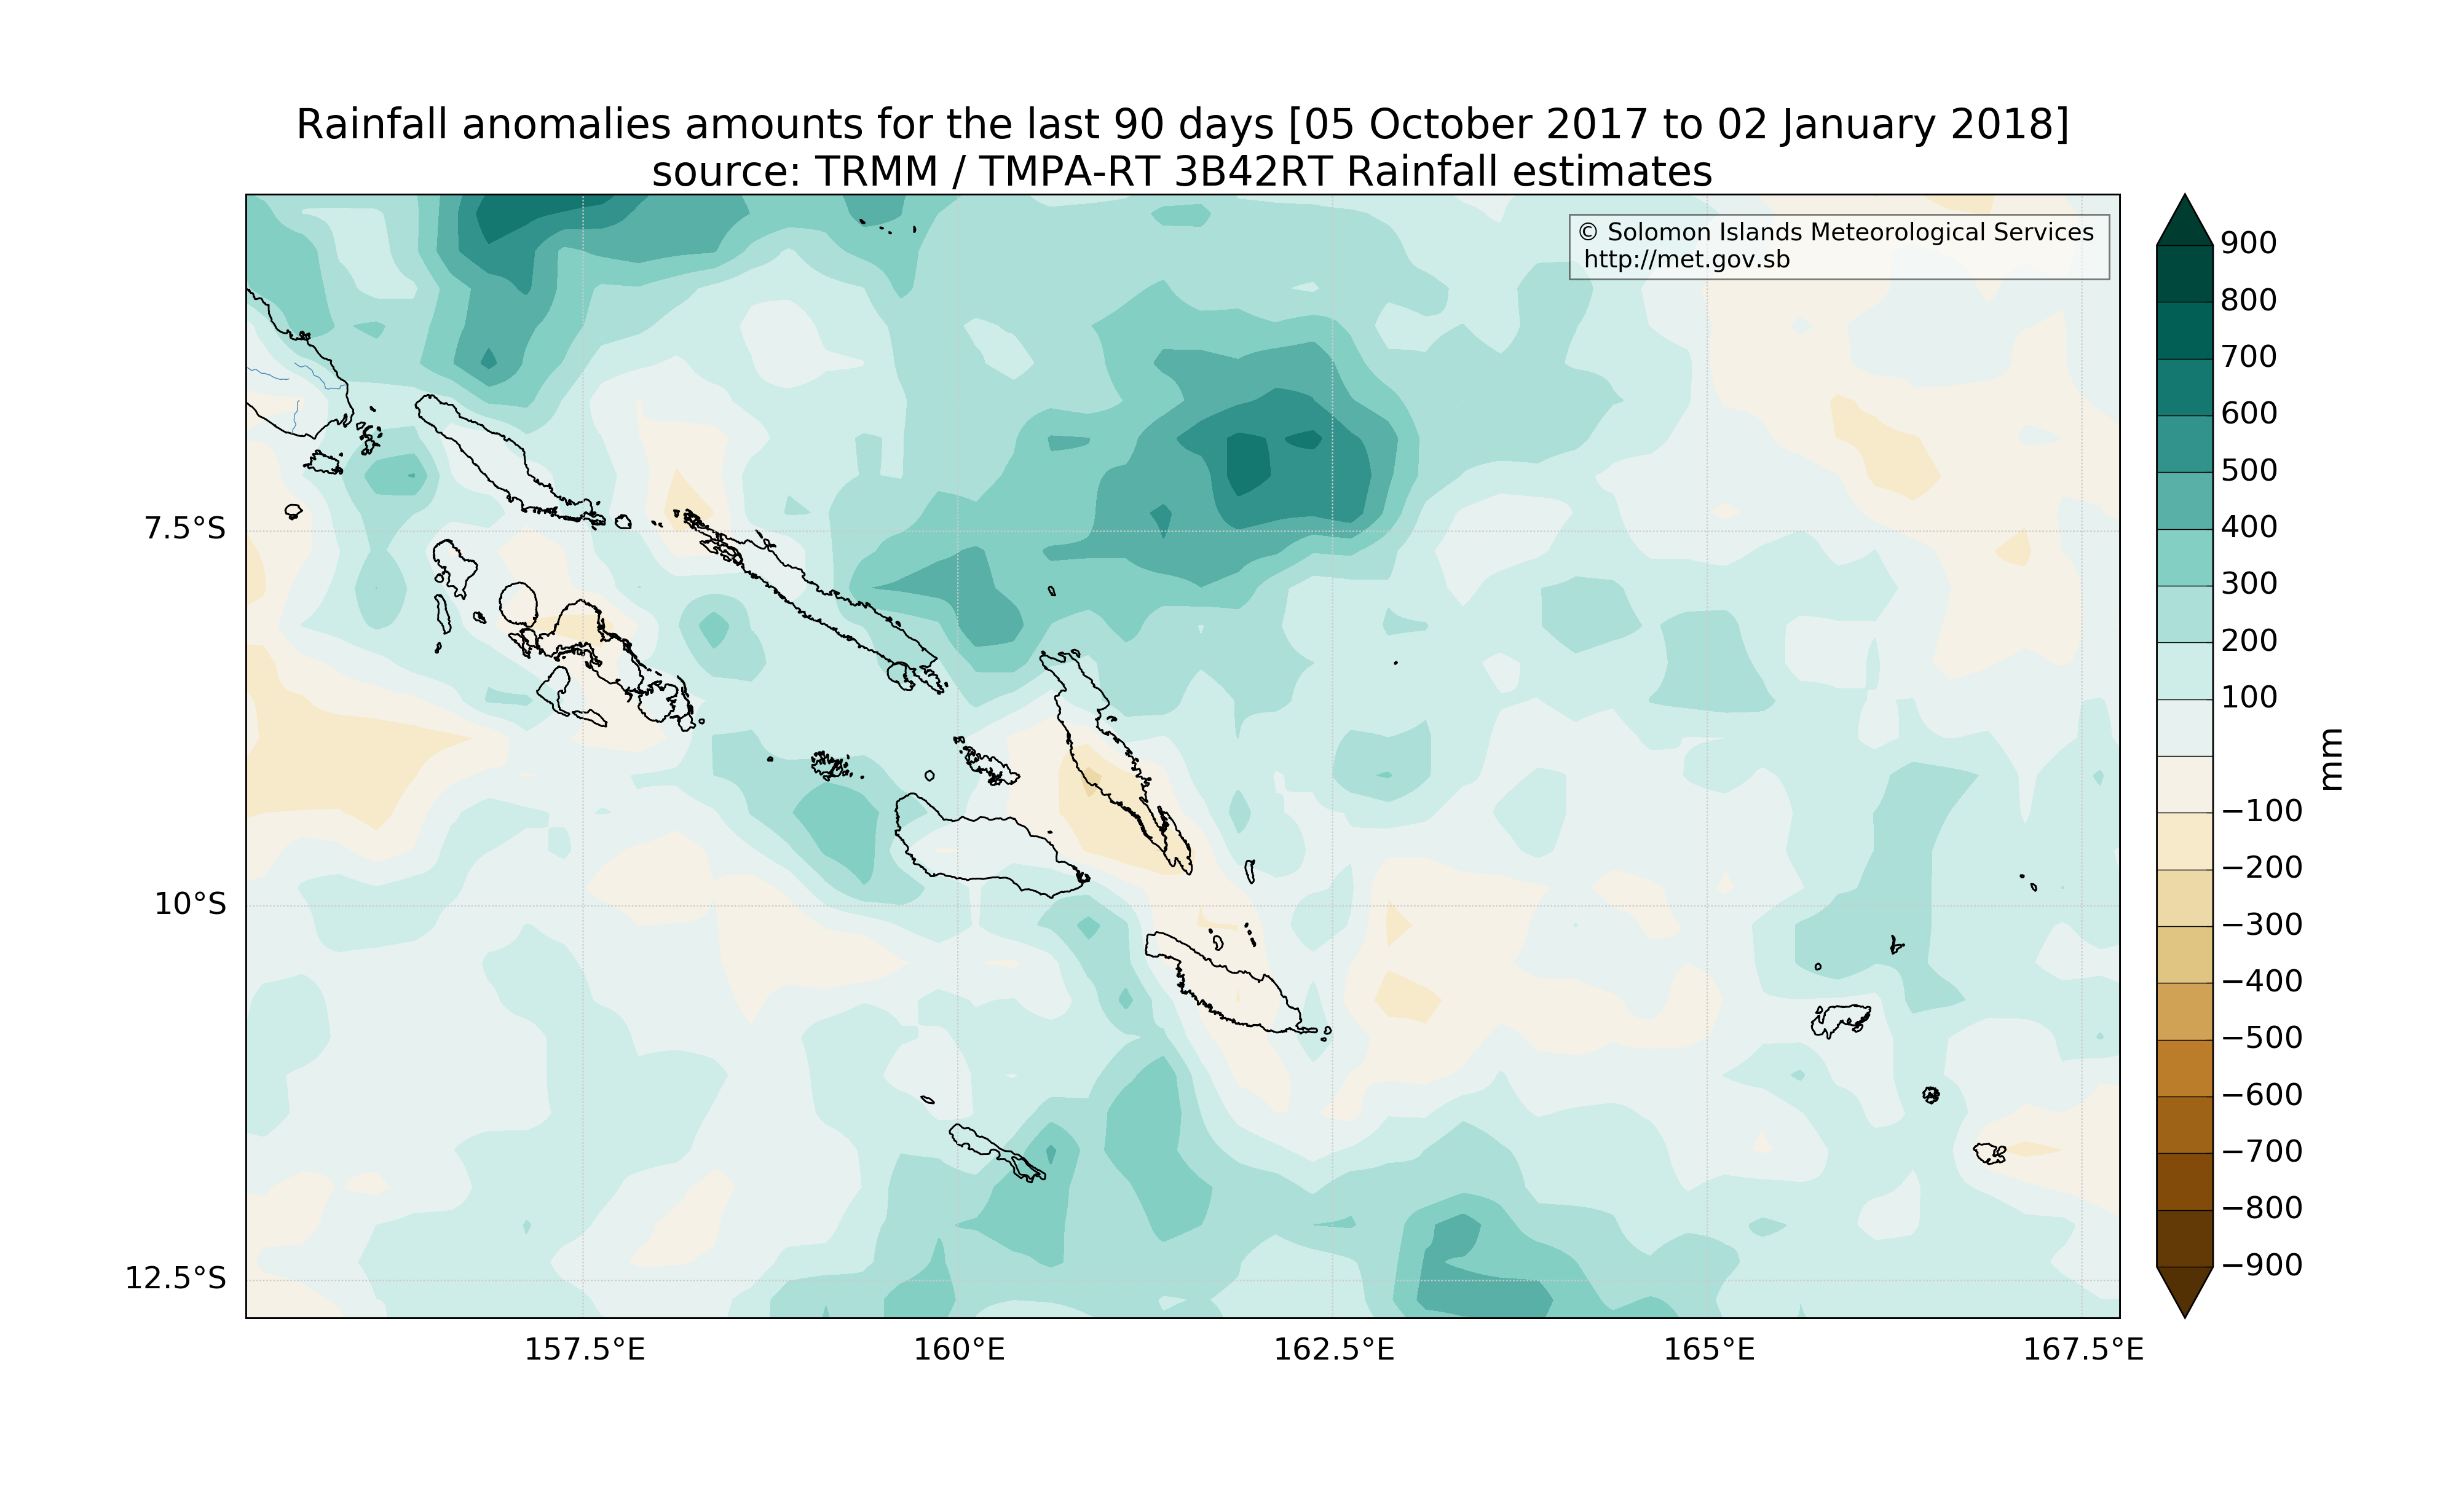 Rainfall anomalies amounts for the last 90 days [05 October 2017 to 02 January 2018]
source: TRMM / TMPA-RT 3B42RT Rainfall estimates
© Solomon Islands Meteorological Services
http://met.gov.sb
7.5°S
10°S
12.5°S
157.5°E
160°E
162.5°E
165°E
167.5°E
900
800
700
600
500
400
300
200
100
−100
−200
−300
−400
−500
−600
−700
−800
−900
mm